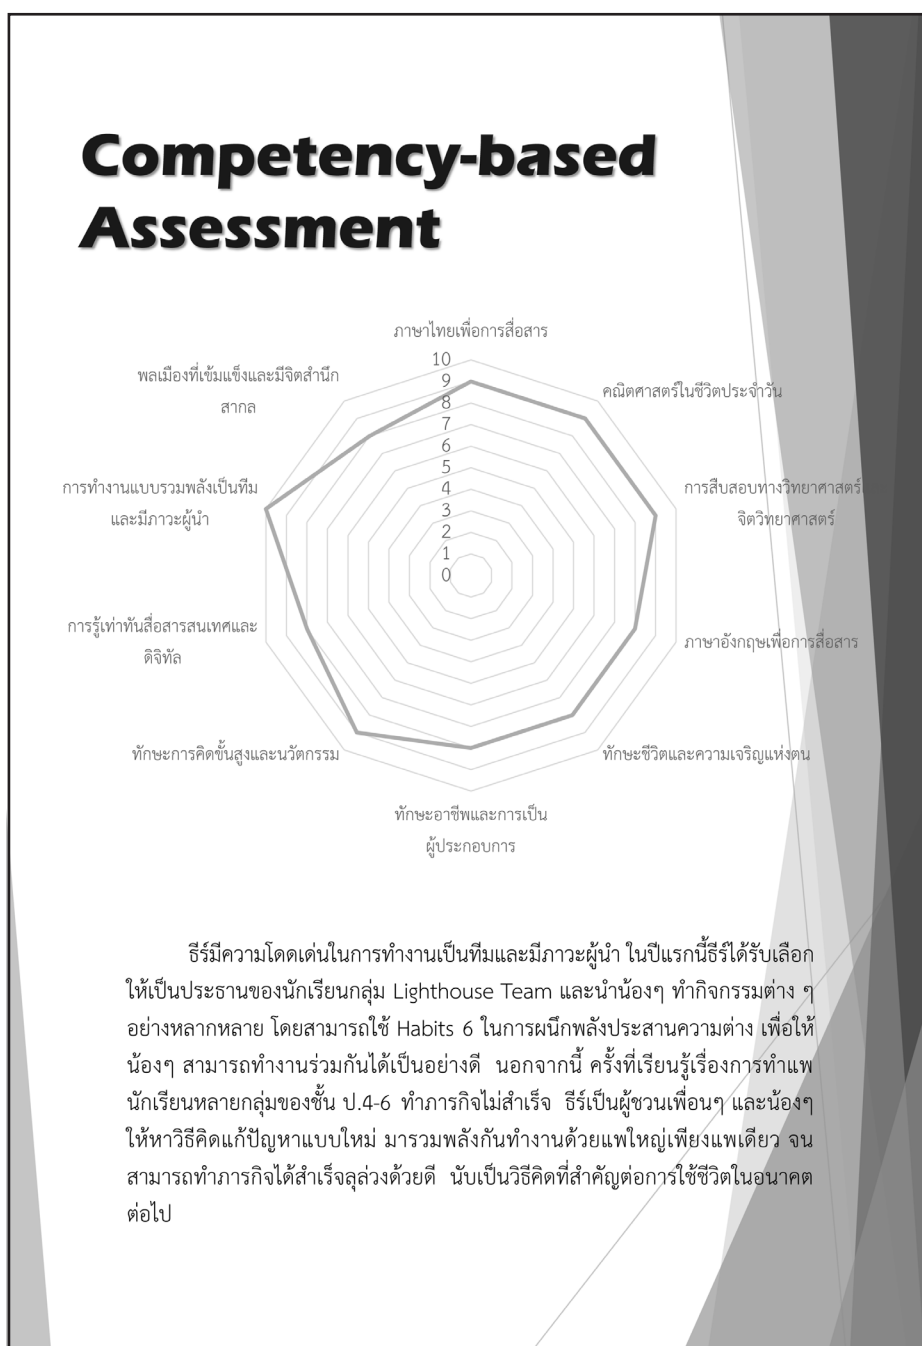 Competency-based
Assessment
ภาษาไทยเพื่อการสื่อสาร
10
9
8
7
6
5
4
3
2
1
0
คณิตศาสตร์ในชีวิตประจำวัน
การสืบสอบทางวิทยาศาสตร์
จิตวิทยาศาสตร์
ภาษาอังกฤษเพื่อการสื่อสาร
ทักษะชีวิตและความเจริญแห่งตน
ทักษะอาชีพและการเป็น
ผู้ประกอบการ
ทักษะการคิดขั้นสูงและนวัตกรรม
การรู้เท่าทันสื่อสารสนเทศและ
ดิจิทัล
การทำงานแบบรวมพลังเป็นทีม
และมีภาวะผู้นำ
พลเมืองที่เข้มแข็งและมีจิตสำนึก
สากล
ธีร์มีความโดดเด่นในการทำงานเป็นทีมและมีภาวะผู้นำ ในปีแรกนี้ธีร์ได้รับเลือก
ให้เป็นประธานของนักเรียนกลุ่ม Lighthouse Team และนำน้องๆ ทำกิจกรรมต่าง ๆ
อย่างหลากหลาย โดยสามารถใช้ Habits 6 ในการผนึกพลังประสานความต่าง เพื่อให้
น้องๆ สามารถทำงานร่วมกันได้เป็นอย่างดี นอกจากนี้ ครั้งที่เรียนรู้เรื่องการทำแพ
นักเรียนหลายกลุ่มของชั้น ป.4-6 ทำภารกิจไม่สำเร็จ ธีร์เป็นผู้ชวนเพื่อนๆ และน้องๆ
ให้หาวิธีคิดแก้ปัญหาแบบใหม่ มารวมพลังกันทำงานด้วยแพใหญ่เพียงแพเดียว จน
สามารถทำภารกิจได้สำเร็จลุล่วงด้วยดี นับเป็นวิธีคิดที่สำคัญต่อการใช้ชีวิตในอนาคต
ต่อไป